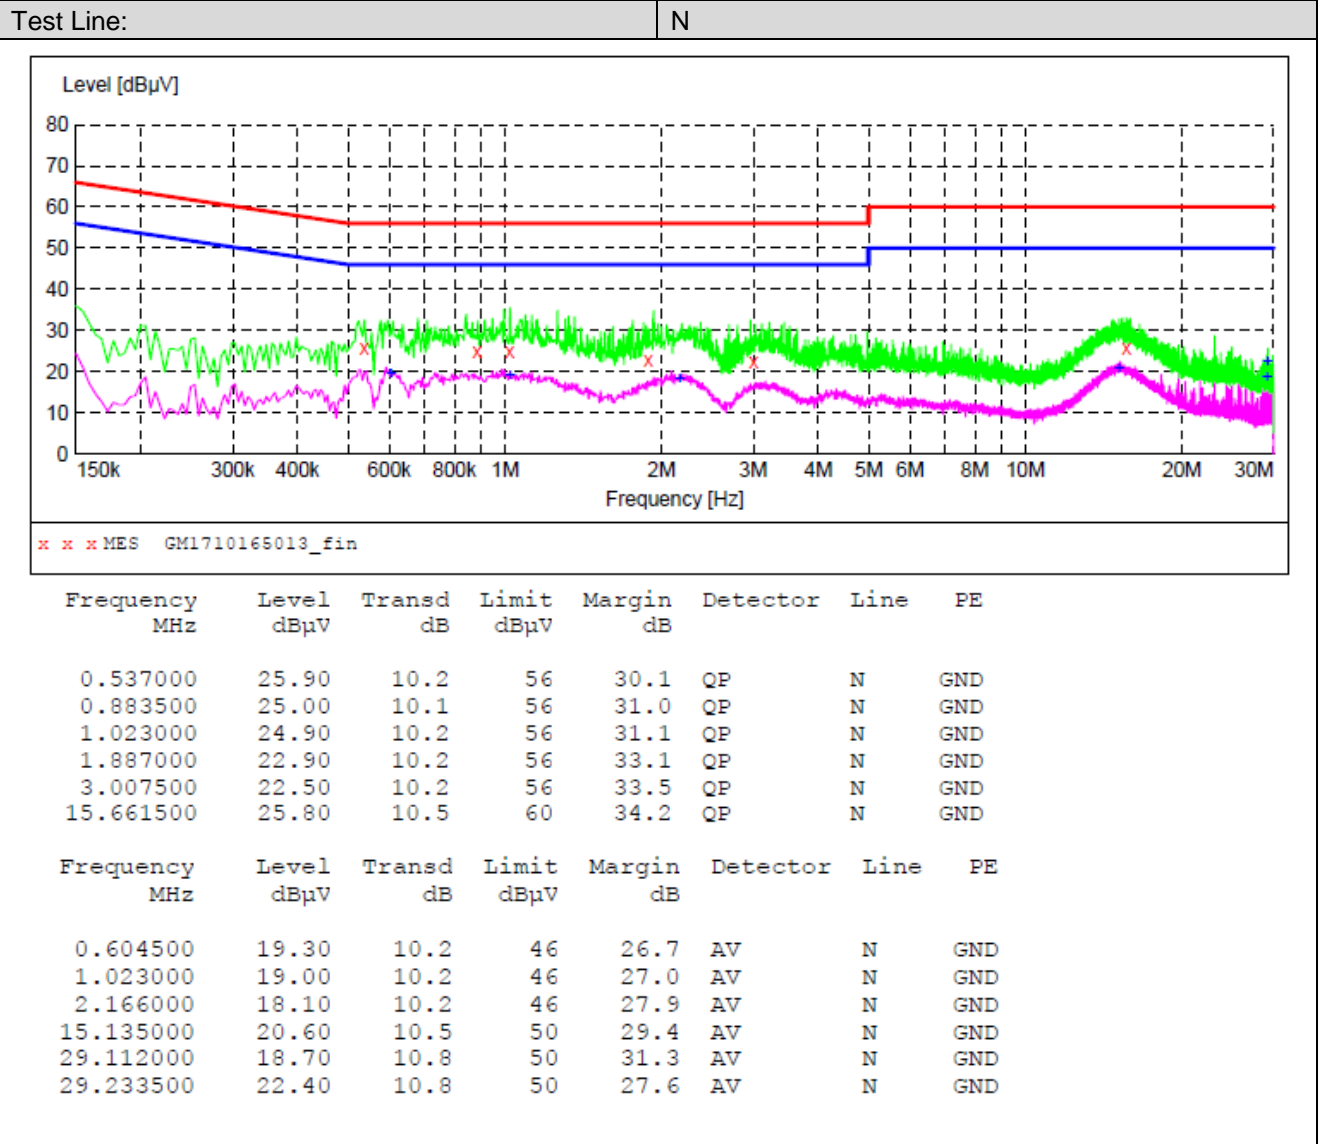 Test Line: N
Level [dBµV]
80
70
60
50
40
30
20
10
0
150k 300k 400k 600k 800k 1M 2M 3M 4M 5M 6M 8M 10M 20M 30M
Frequency [Hz]
x x x MES GM1710165013_fin
Frequency Level Transd Limit Margin Detector Line PE
MHz dBµV dB dBµV dB
0.537000 25.90 10.2 56 30.1 QP N GND
0.883500 25.00 10.1 56 31.0 QP N GND
1.023000 24.90 10.2 56 31.1 QP N GND
1.887000 22.90 10.2 56 33.1 QP N GND
3.007500 22.50 10.2 56 33.5 QP N GND
15.661500 25.80 10.5 60 34.2 QP N GND
Frequency Level Transd Limit Margin Detector Line PE
MHz dBµV dB dBµV dB
0.604500 19.30 10.2 46 26.7 AV N GND
1.023000 19.00 10.2 46 27.0 AV N GND
2.166000 18.10 10.2 46 27.9 AV N GND
15.135000 20.60 10.5 50 29.4 AV N GND
29.112000 18.70 10.8 50 31.3 AV N GND
29.233500 22.40 10.8 50 27.6 AV N GND